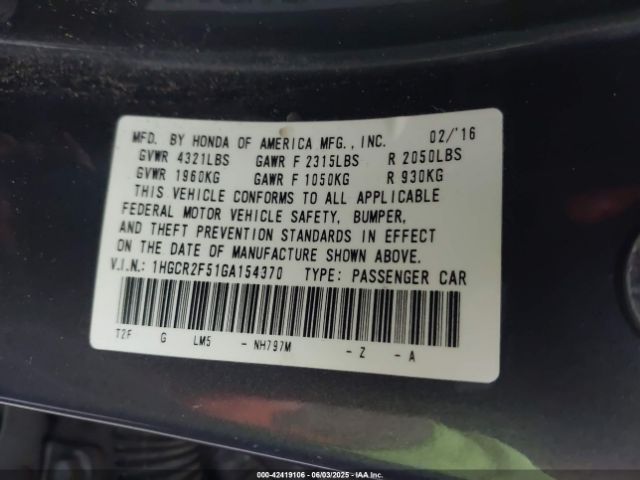 MFD. BY HONDA OF AMERICA MFG., INC. 02/'16
GVWR 4321LBS GAWR F 2315LBS R 2050LBS
GVWR 1960KG GAWR F 1050KG R 930KG
THIS VEHICLE CONFORMS TO ALL APPLICABLE
FEDERAL MOTOR VEHICLE SAFETY, BUMPER,
AND THEFT PREVENTION STANDARDS IN EFFECT
ON THE DATE OF MANUFACTURE SHOWN ABOVE.
V.I.N.: 1HGCR2F51GA154370 TYPE: PASSENGER CAR
T2F G LM5 - NH797M - Z - A
000-42419106 - 06/03/2025 - IAAI.com